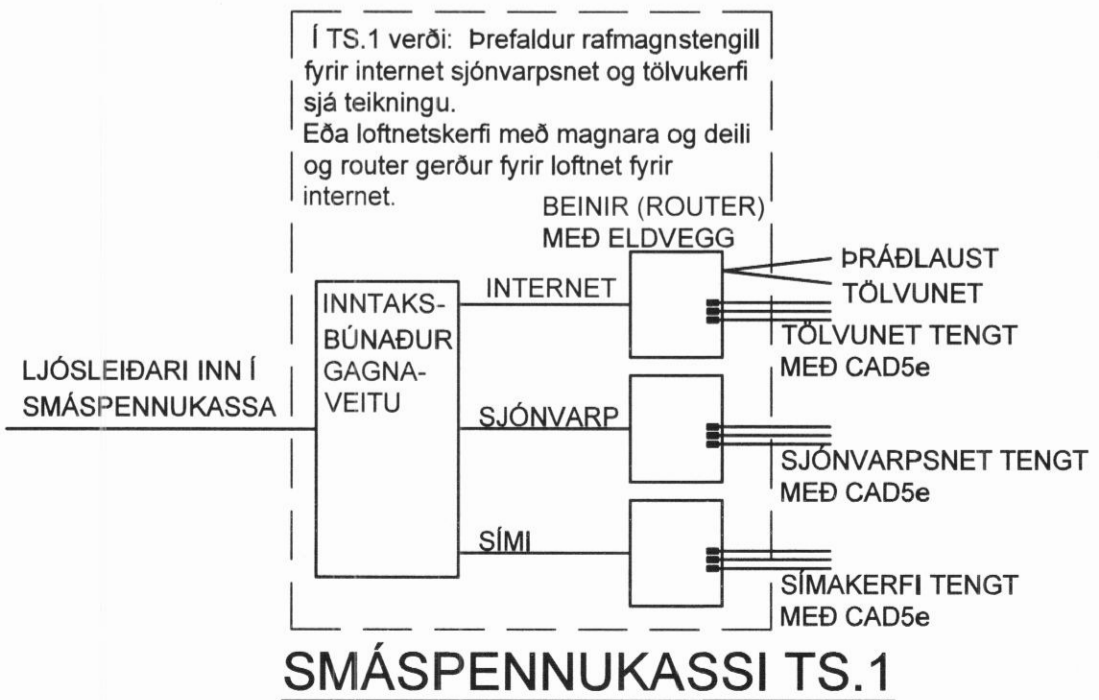 Í TS.1 verði: Þrefaldur rafmagnstengill
fyrir internet sjónvarpsnet og tölvukerfi
sjá teikningu.
Eða loftnetskerfi með magnara og deili
og router gerður fyrir loftnet fyrir
internet.
BEINIR (ROUTER)
MEÐ ELDVEGG
ÞRÁÐLAUST
TÖLVUNET
INTERNET
INNTAKS-
BÚNAÐUR
GAGNA-
VEITU
TÖLVUNET TENGT
MEÐ CAD5e
LJÓSLEIÐARI INN Í
SMÁSPENNUKASSA
SJÓNVARP
SJÓNVARPSNET TENGT
MEÐ CAD5e
SÍMI
SÍMAKERFI TENGT
MEÐ CAD5e
SMÁSPENNUKASSI TS.1